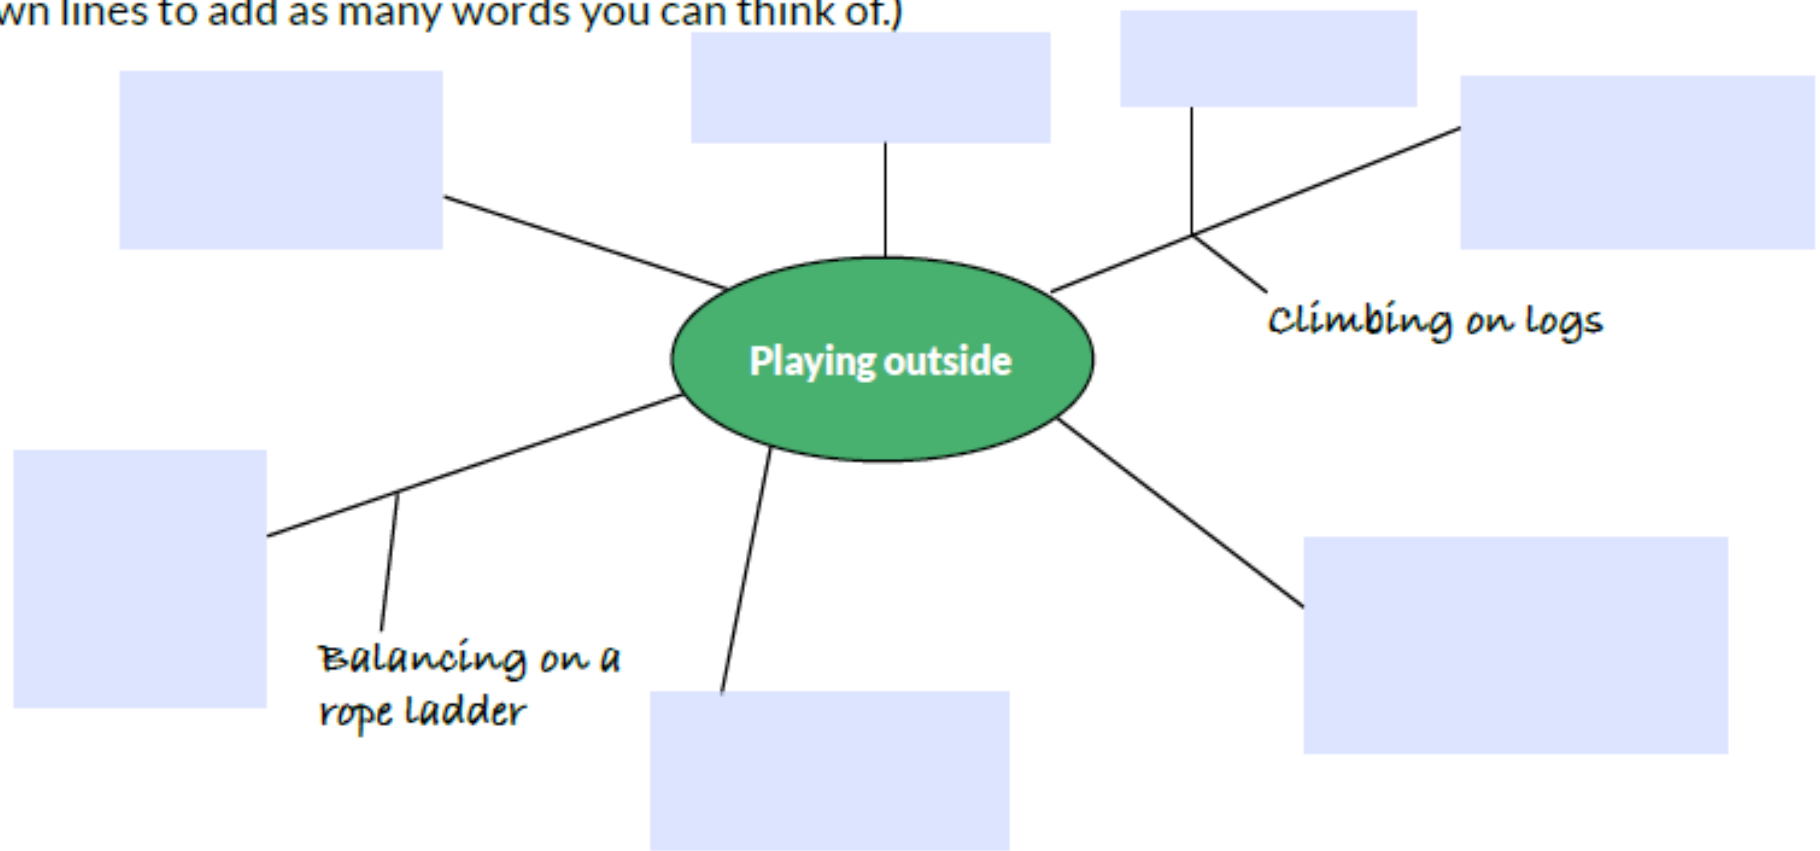 wn lines to add as many words you can think of.)
Playing outside
Climbing on logs
Balancing on a
rope ladder